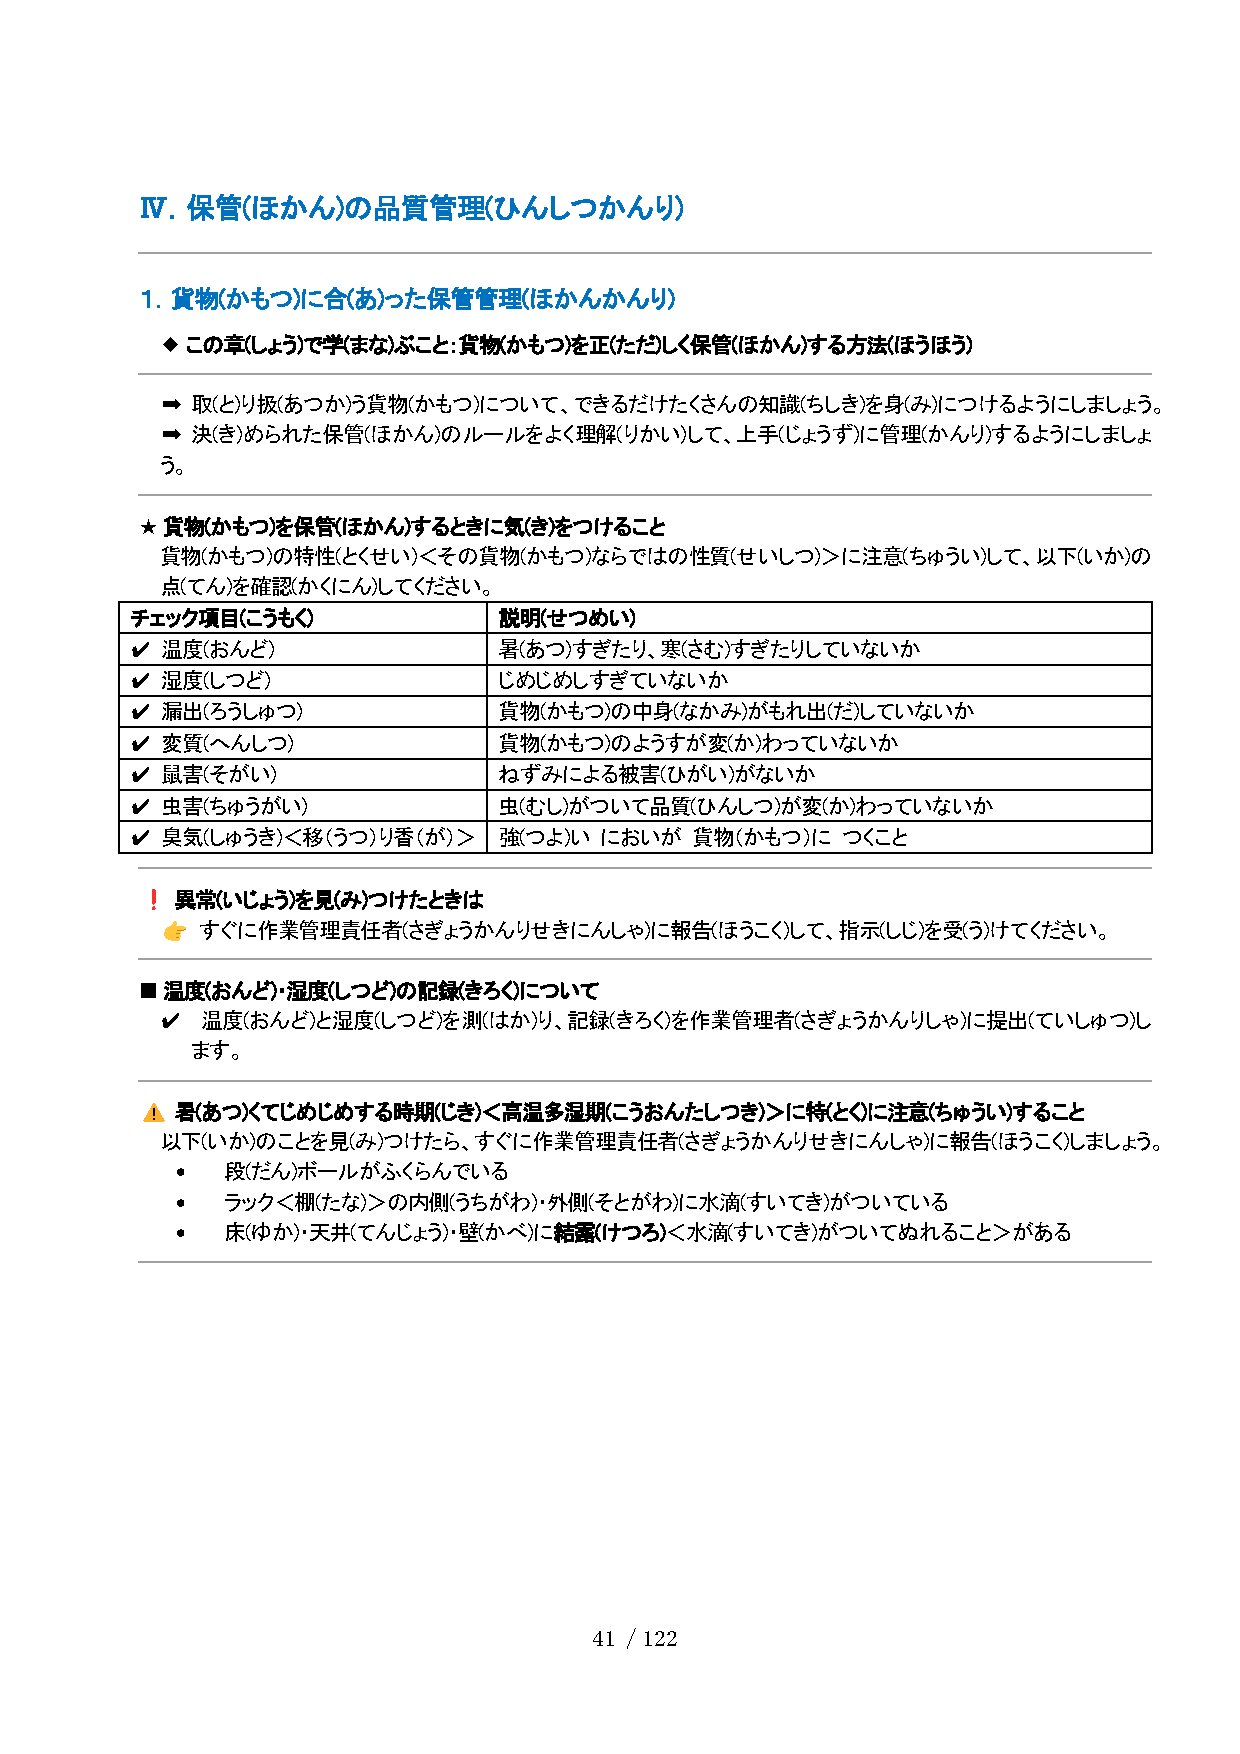 Ⅳ．保管(ほかん)の品質管理(ひんしつかんり)
１．貨物(かもつ)に合(あ)った保管管理(ほかんかんり)
◆ この章(しょう)で学(まな)ぶこと：貨物(かもつ)を正(ただ)しく保管(ほかん)する方法(ほうほう)
➡ 取(と)り扱(あつか)う貨物(かもつ)について、できるだけたくさんの知識(ちしき)を身(み)につけるようにしましょう。
➡ 決(き)められた保管(ほかん)のルールをよく理解(りかい)して、上手(じょうず)に管理(かんり)するようにしましょ
う。
★ 貨物(かもつ)を保管(ほかん)するときに気(き)をつけること
貨物(かもつ)の特性(とくせい)＜その貨物(かもつ)ならではの性質(せいしつ)＞に注意(ちゅうい)して、以下(いか)の
点(てん)を確認(かくにん)してください。
チェック項目(こうもく) 説明(せつめい)
✔ 温度(おんど) 暑(あつ)すぎたり、寒(さむ)すぎたりしていないか
✔ 湿度(しつど) じめじめしすぎていないか
✔ 漏出(ろうしゅつ) 貨物(かもつ)の中身(なかみ)がもれ出(だ)していないか
✔ 変質(へんしつ) 貨物(かもつ)のようすが変(か)わっていないか
✔ 鼠害(そがい) ねずみによる被害(ひがい)がないか
✔ 虫害(ちゅうがい) 虫(むし)がついて品質(ひんしつ)が変(か)わっていないか
✔ 臭気(しゅうき)＜移（うつ）り香（が）＞ 強(つよ)い においが 貨物（かもつ）に つくこと
❗ 異常(いじょう)を見(み)つけたときは
👉 すぐに作業管理責任者(さぎょうかんりせきにんしゃ)に報告(ほうこく)して、指示(しじ)を受(う)けてください。
■ 温度(おんど)・湿度(しつど)の記録(きろく)について
✔ 温度(おんど)と湿度(しつど)を測(はか)り、記録(きろく)を作業管理者(さぎょうかんりしゃ)に提出(ていしゅつ)し
ます。
⚠ 暑(あつ)くてじめじめする時期(じき)＜高温多湿期(こうおんたしつき)＞に特(とく)に注意(ちゅうい)すること
以下(いか)のことを見(み)つけたら、すぐに作業管理責任者(さぎょうかんりせきにんしゃ)に報告(ほうこく)しましょう。
• 段(だん)ボールがふくらんでいる
• ラック＜棚(たな)＞の内側(うちがわ)・外側(そとがわ)に水滴(すいてき)がついている
• 床(ゆか)・天井(てんじょう)・壁(かべ)に結露(けつろ)＜水滴(すいてき)がついてぬれること＞がある
41 / 122